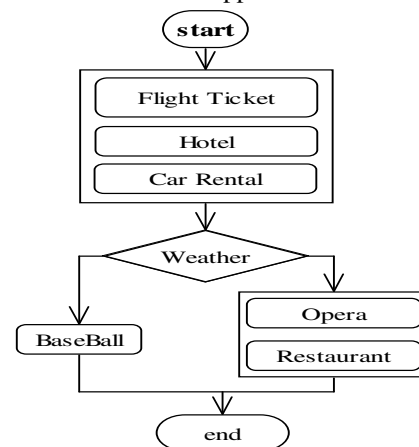 start
Flight Ticket
Hotel
Car Rental
Weather
BaseBall
Opera
Restaurant
end